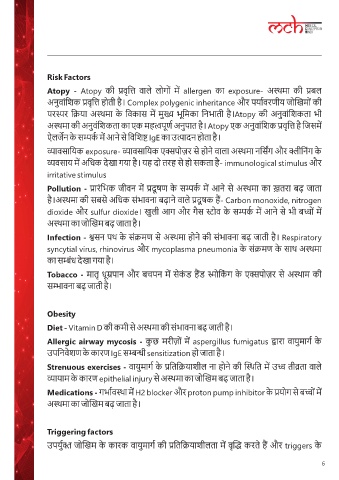 mch
Risk Factors
Atopy - Atopy की प्रवृत्ति वाले लोगों में allergen का exposure- अस्थमा की प्रबल
अनुवांशिक प्रवृत्ति होती है। Complex polygenic inheritance और पर्यावरणीय जोखिमों की
परस्पर क्रिया अस्थमा के विकास में मुख्य भूमिका निभाती है।Atopy की अनुवांशिकता भी
अस्थमा की अनुवंशिकता का एक महत्वपूर्ण अनुपात है। Atopy एक अनुवांशिक प्रवृत्ति है जिसमें
ऐलर्जेन के सम्पर्क में आने से विशिष्ट IgE का उत्पादन होता है।
व्यावसायिक exposure- व्यावसायिक एक्सपोज़र से होने वाला अस्थमा नर्सिंग और क्लीनिंग के
व्यवसाय में अधिक देखा गया है। यह दो तरह से हो सकता है- immunological stimulus और
irritative stimulus
Pollution - प्रारंभिक जीवन में प्रदूषण के सम्पर्क में आने से अस्थमा का ख़तरा बढ़ जाता
है।अस्थमा की सबसे अधिक संभावना बढ़ाने वाले प्रदूषक हैं- Carbon monoxide, nitrogen
dioxide और sulfur dioxide। खुली आग और गैस स्टोव के सम्पर्क में आने से भी बच्चों में
अस्थमा का जोखिम बढ़ जाता है।
Infection - श्वसन पथ के संक्रमण से अस्थमा होने की संभावना बढ़ जाती है। Respiratory
syncytial virus, rhinovirus और mycoplasma pneumonia के संक्रमण के साथ अस्थमा
का सम्बंध देखा गया है।
Tobacco - मातृ धूम्रपान और बचपन में सेकंड हैंड स्मोकिंग के एक्सपोज़र से अस्थाम की
सम्भावना बढ़ जाती है।
Obesity
Diet - Vitamin D की कमी से अस्थमा की संभावना बढ़ जाती है।
Allergic airway mycosis - कुछ मरीज़ों में aspergillus fumigatus द्वारा वायुमार्ग के
उपनिवेशण के कारण IgE सम्बन्धी sensitization हो जाता है।
Strenuous exercises - वायुमार्ग के प्रतिक्रियाशील ना होने की स्थिति में उच्च तीव्रता वाले
व्यायाम के कारण epithelial injury से अस्थमा का जोखिम बढ़ जाता है।
Medications - गर्भावस्था में H2 blocker और proton pump inhibitor के प्रयोग से बच्चों में
अस्थमा का जोखिम बढ़ जाता है।
Triggering factors
उपर्युक्त जोखिम के कारक वायुमार्ग की प्रतिक्रियाशीलता में वृद्धि करते हैं और triggers के
6